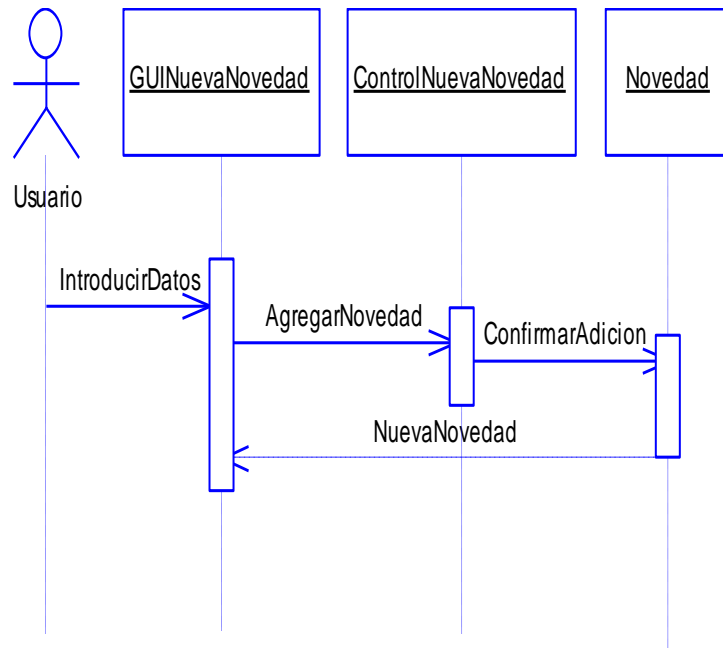 GUINuevaNovedad
ControlNuevaNovedad
Novedad
Usuario
IntroducirDatos
AgregarNovedad
ConfirmarAdicion
NuevaNovedad